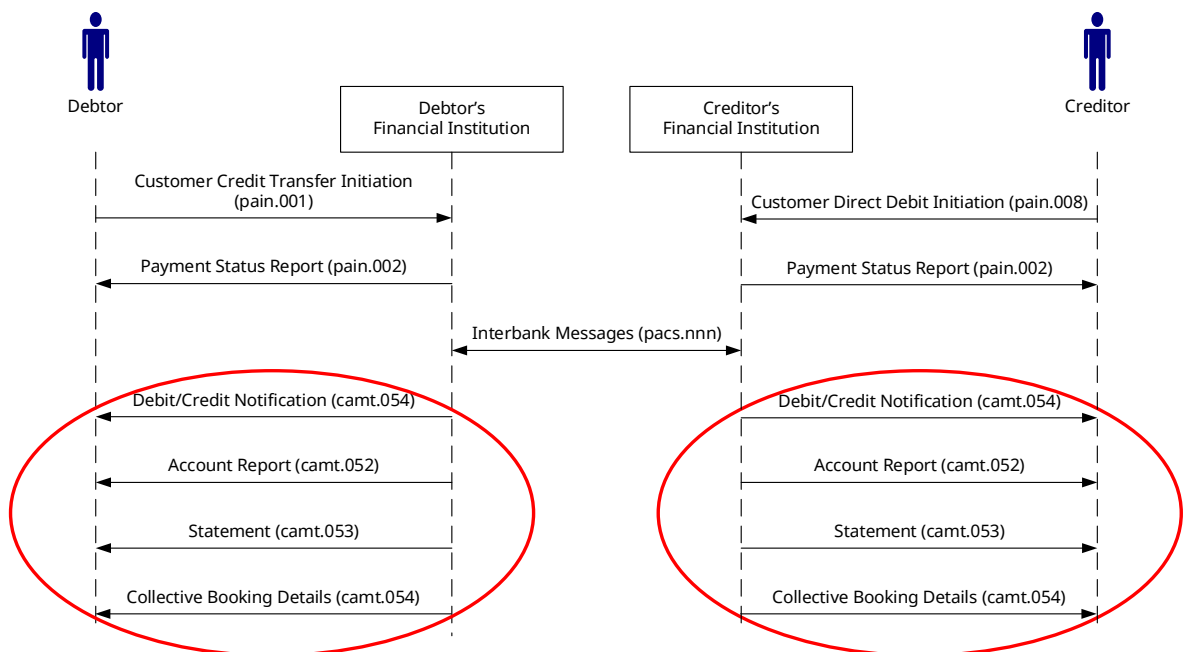 Debtor
Debtor’s
Financial Institution
Creditor’s
Financial Institution
Creditor
Customer Credit Transfer Initiation
(pain.001)
Customer Direct Debit Initiation (pain.008)
Payment Status Report (pain.002)
Payment Status Report (pain.002)
Interbank Messages (pacs.nnn)
Debit/Credit Notification (camt.054)
Debit/Credit Notification (camt.054)
Account Report (camt.052)
Account Report (camt.052)
Statement (camt.053)
Statement (camt.053)
Collective Booking Details (camt.054)
Collective Booking Details (camt.054)